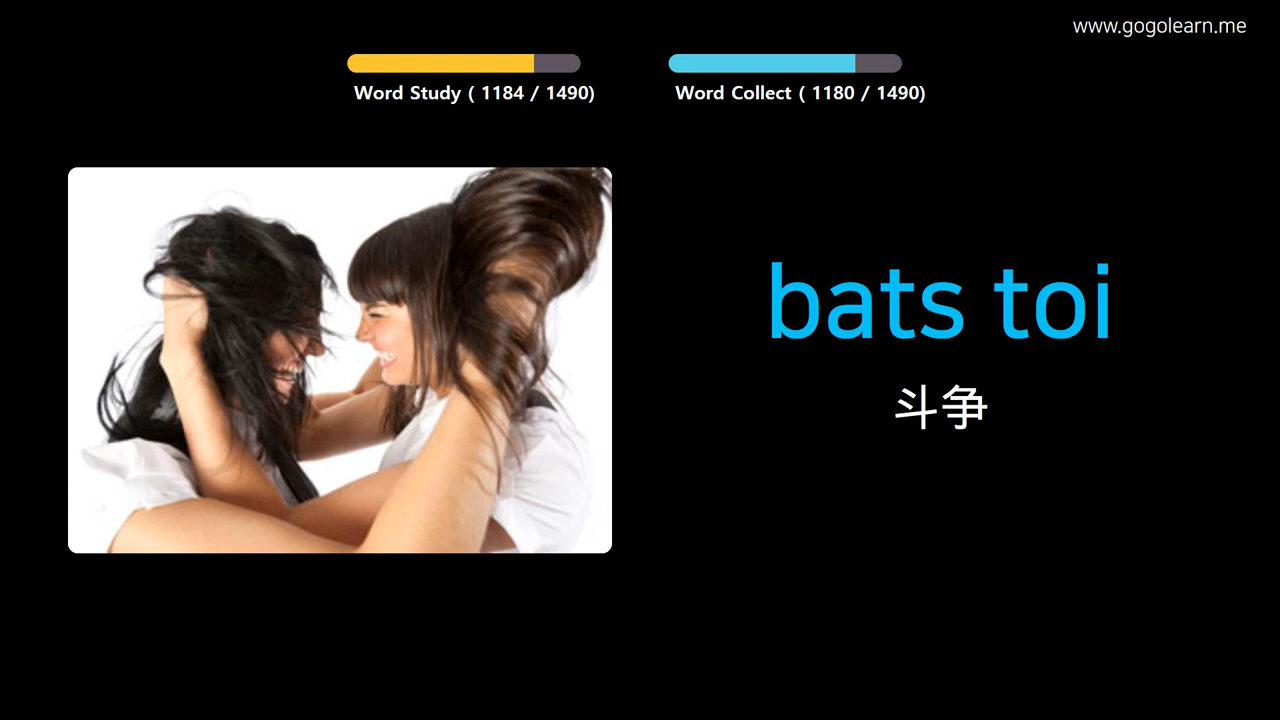 www.gogolearn.me
Word Study ( 1184 / 1490)
Word Collect ( 1180 / 1490)
bats toi
斗争